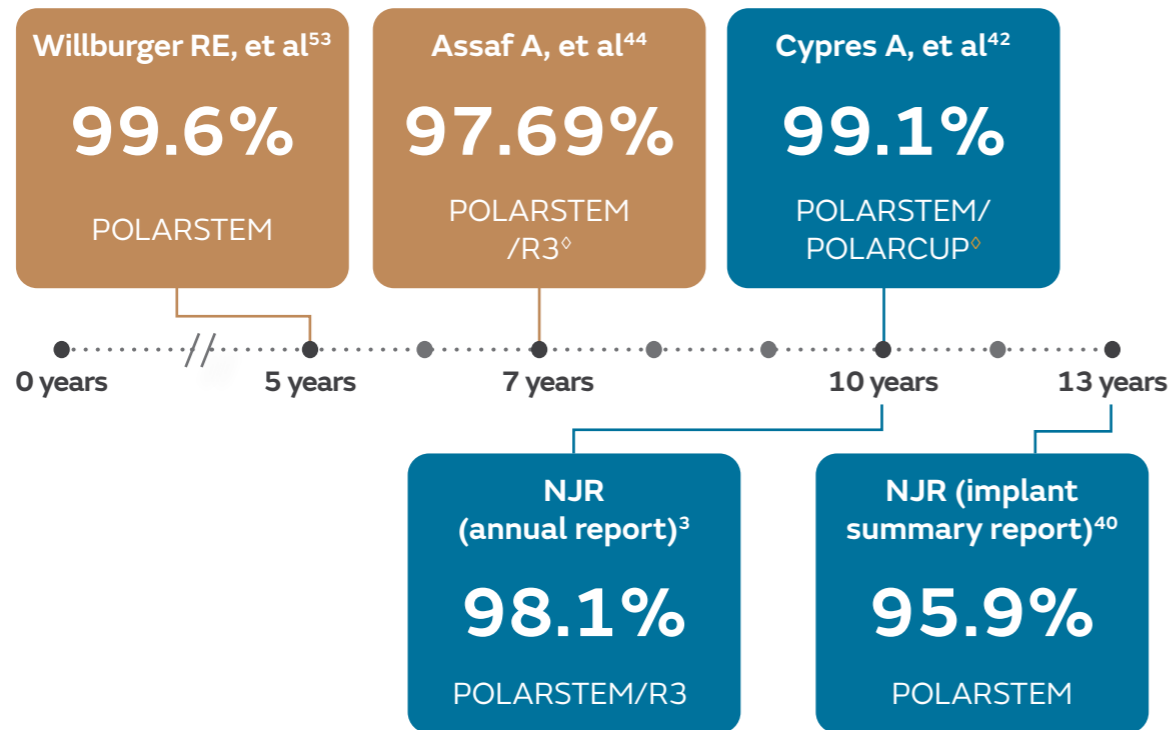 Willburger RE, et al⁵³
99.6%
POLARSTEM
Assaf A, et al⁴⁴
97.69%
POLARSTEM
/R3◊
Cypres A, et al⁴²
99.1%
POLARSTEM/
POLARCUP◊
0 years
5 years
7 years
10 years
13 years
NJR
(annual report)³
98.1%
POLARSTEM/R3
NJR (implant
summary report)⁴⁰
95.9%
POLARSTEM